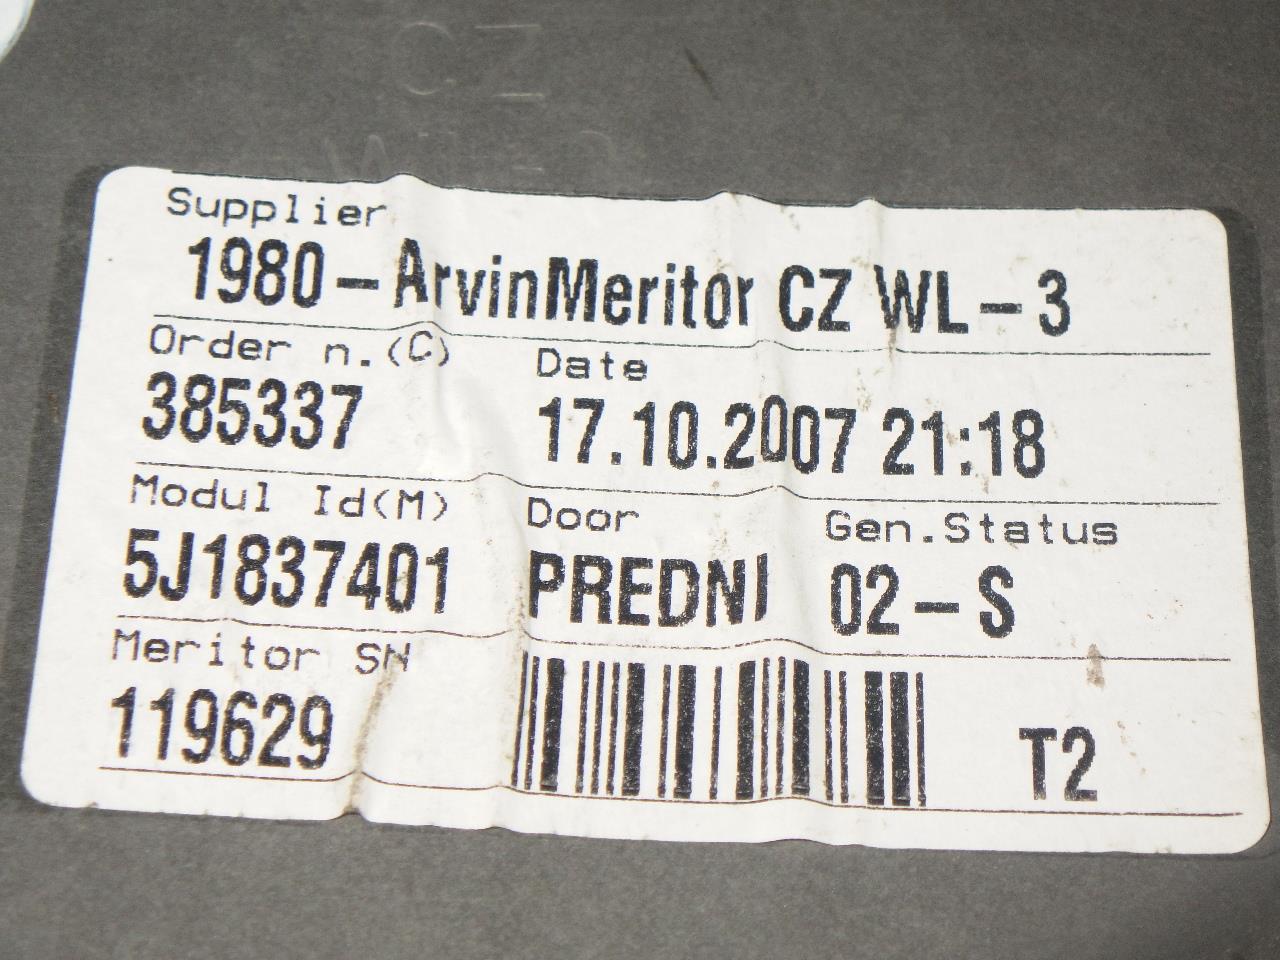 CZ
Supplier
1980-ArvinMeritor CZ WL-3
Order n.(C) Date
385337 17.10.2007 21:18
Modul Id(M) Door Gen.Status
5J1837401 PREDNI 02-S
Meritor SN
119629 T2